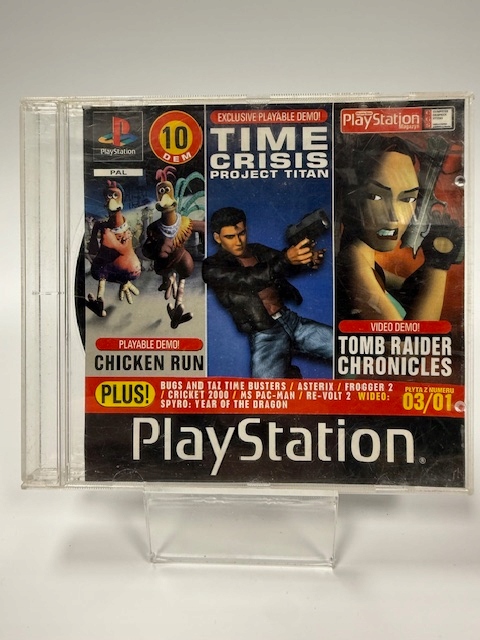 PlayStation
PAL
10
DEM
PLAYABLE DEMO!
CHICKEN RUN
EXCLUSIVE PLAYABLE DEMO!
TIME
CRISIS
PROJECT TITAN
PlayStation
Magazyn
VIDEO DEMO!
TOMB RAIDER
CHRONICLES
PLUS!
BUGS AND TAZ TIME BUSTERS / ASTERIX / FROGGER 2
/ CRICKET 2000 / MS PAC-MAN / RE-VOLT 2 WIDEO:
SPYRO: YEAR OF THE DRAGON
PŁYTA Z NUMERU
03/01
PlayStation®